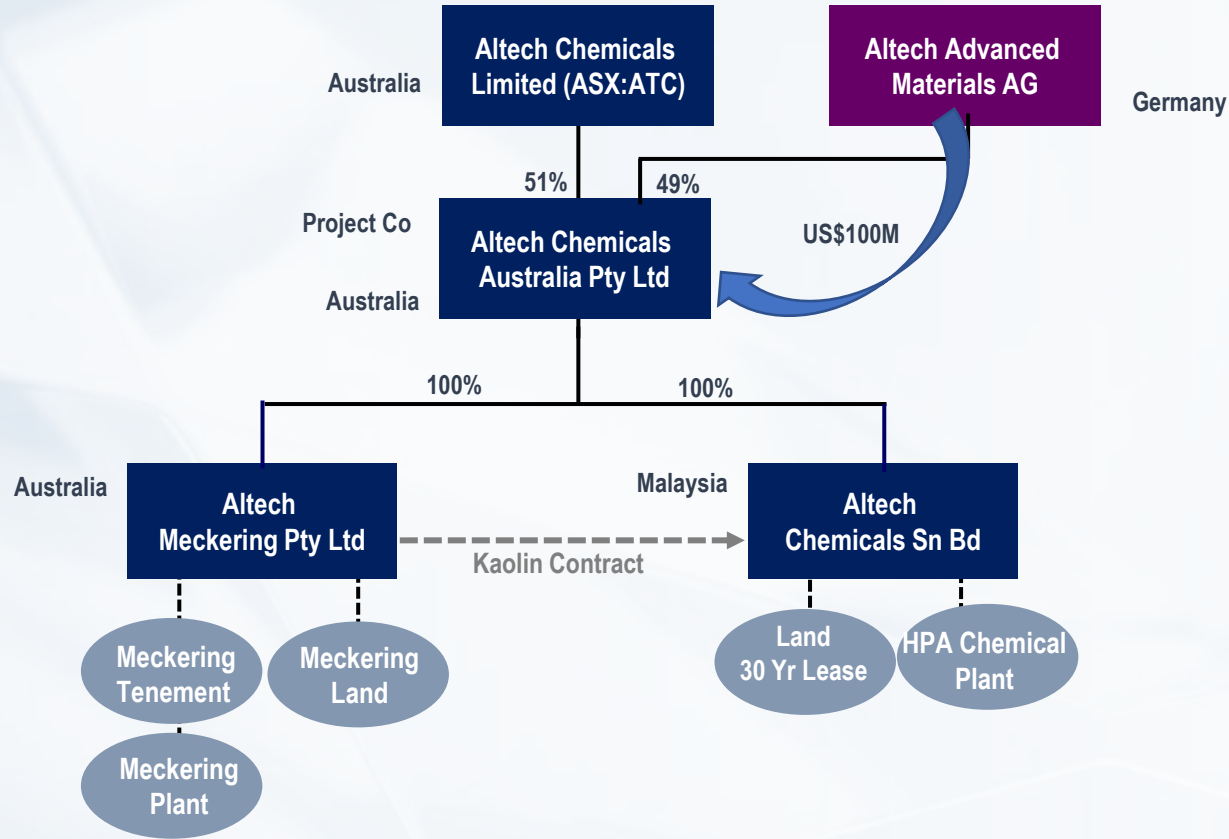 Altech Chemicals
Limited (ASX:ATC)
Altech Advanced
Materials AG
Australia
Germany
51%
49%
Project Co
Altech Chemicals
Australia Pty Ltd
US$100M
Australia
100%
100%
Australia
Altech
Meckering Pty Ltd
Kaolin Contract
Malaysia
Altech
Chemicals Sn Bd
Meckering
Tenement
Meckering
Land
Land
30 Yr Lease
HPA Chemical
Plant
Meckering
Plant